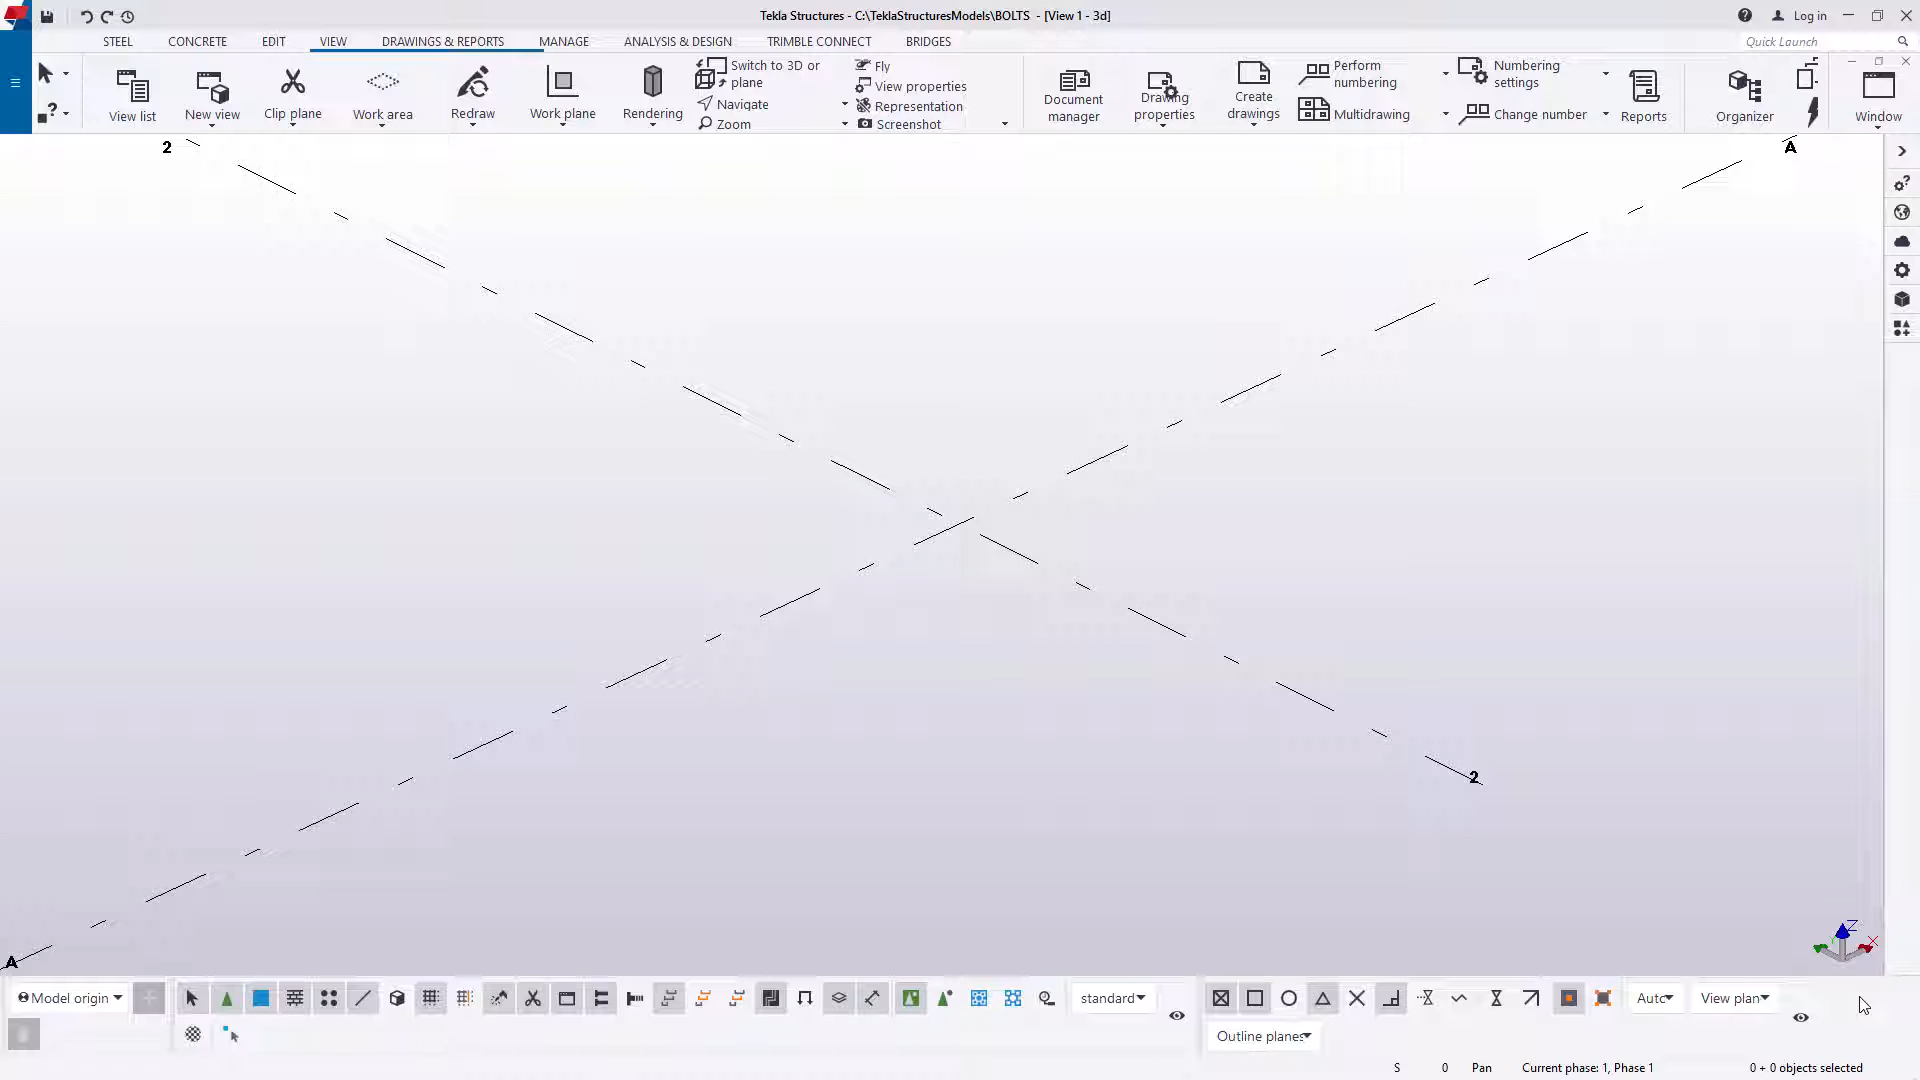 Tekla Structures - C:\TeklaStructuresModels\BOLTS - [View 1 - 3d]
Log in
STEEL CONCRETE EDIT VIEW DRAWINGS & REPORTS MANAGE ANALYSIS & DESIGN TRIMBLE CONNECT BRIDGES
Quick Launch
View list
New view
Clip plane
Work area
Redraw
Work plane
Rendering
Switch to 3D or
plane
Navigate
Zoom
Fly
View properties
Representation
Screenshot
Document
manager
Drawing
properties
Create
drawings
Perform
numbering
Multidrawing
Numbering
settings
Change number
Reports
Organizer
Window
2
A
2
A
Z
X
Model origin
standard
Auto
View plan
Outline planes
S 0 Pan Current phase: 1, Phase 1 0 + 0 objects selected